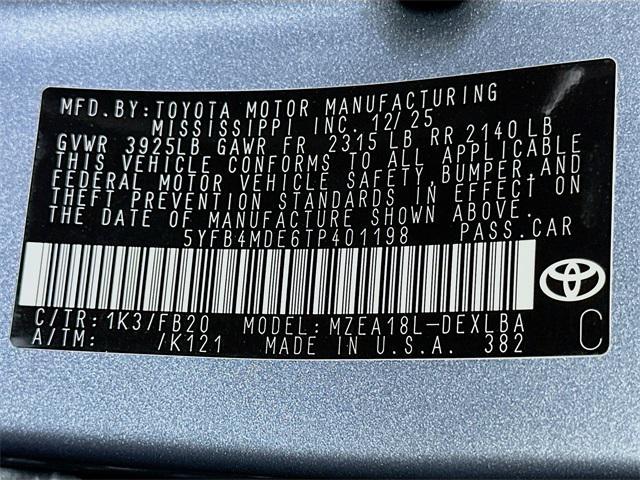 MFD.BY:TOYOTA MOTOR MANUFACTURING
MISSISSIPPI INC. 12/25
GVWR 3925LB GAWR FR 2315 LB RR 2140 LB
THIS VEHICLE CONFORMS TO ALL APPLICABLE
FEDERAL MOTOR VEHICLE SAFETY, BUMPER, AND
THEFT PREVENTION STANDARDS IN EFFECT ON
THE DATE OF MANUFACTURE SHOWN ABOVE.
5YFB4MDE6TP401198 PASS.CAR
C/TR: 1K3/FB20 MODEL: MZEA18L-DEXLBA
A/TM: /K121 MADE IN U.S.A. 382 C